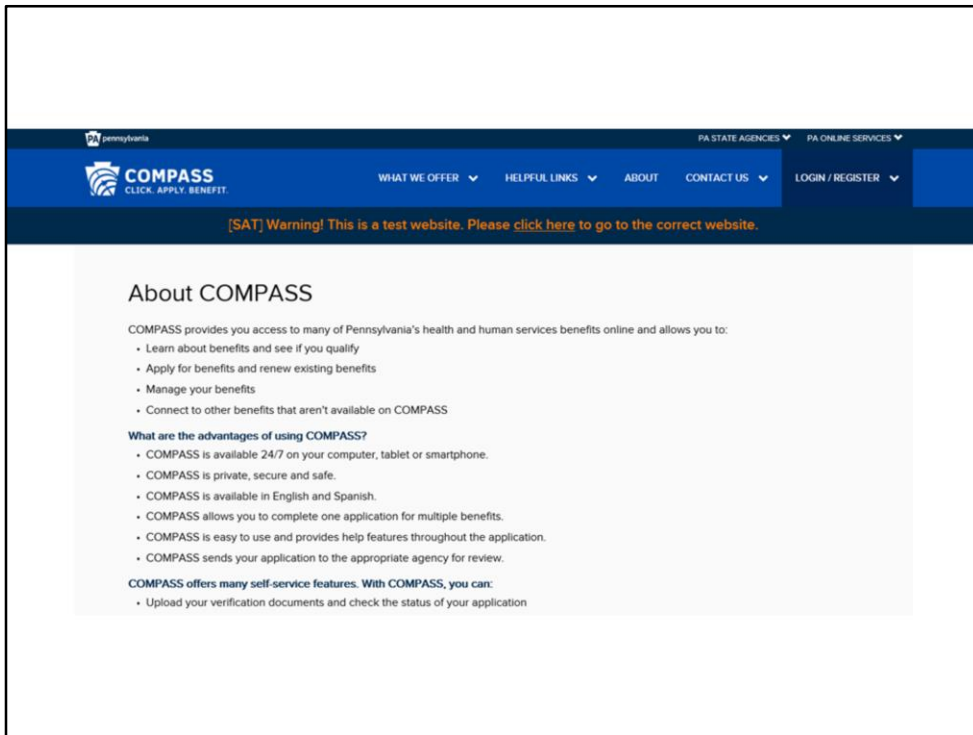 PA pennsylvania
PA STATE AGENCIES PA ONLINE SERVICES
COMPASS
CLICK. APPLY. BENEFIT.
WHAT WE OFFER HELPFUL LINKS ABOUT CONTACT US LOGIN / REGISTER
[SAT] Warning! This is a test website. Please click here to go to the correct website.
About COMPASS
COMPASS provides you access to many of Pennsylvania's health and human services benefits online and allows you to:
• Learn about benefits and see if you qualify
• Apply for benefits and renew existing benefits
• Manage your benefits
• Connect to other benefits that aren't available on COMPASS
What are the advantages of using COMPASS?
• COMPASS is available 24/7 on your computer, tablet or smartphone.
• COMPASS is private, secure and safe.
• COMPASS is available in English and Spanish.
• COMPASS allows you to complete one application for multiple benefits.
• COMPASS is easy to use and provides help features throughout the application.
• COMPASS sends your application to the appropriate agency for review.
COMPASS offers many self-service features. With COMPASS, you can:
• Upload your verification documents and check the status of your application